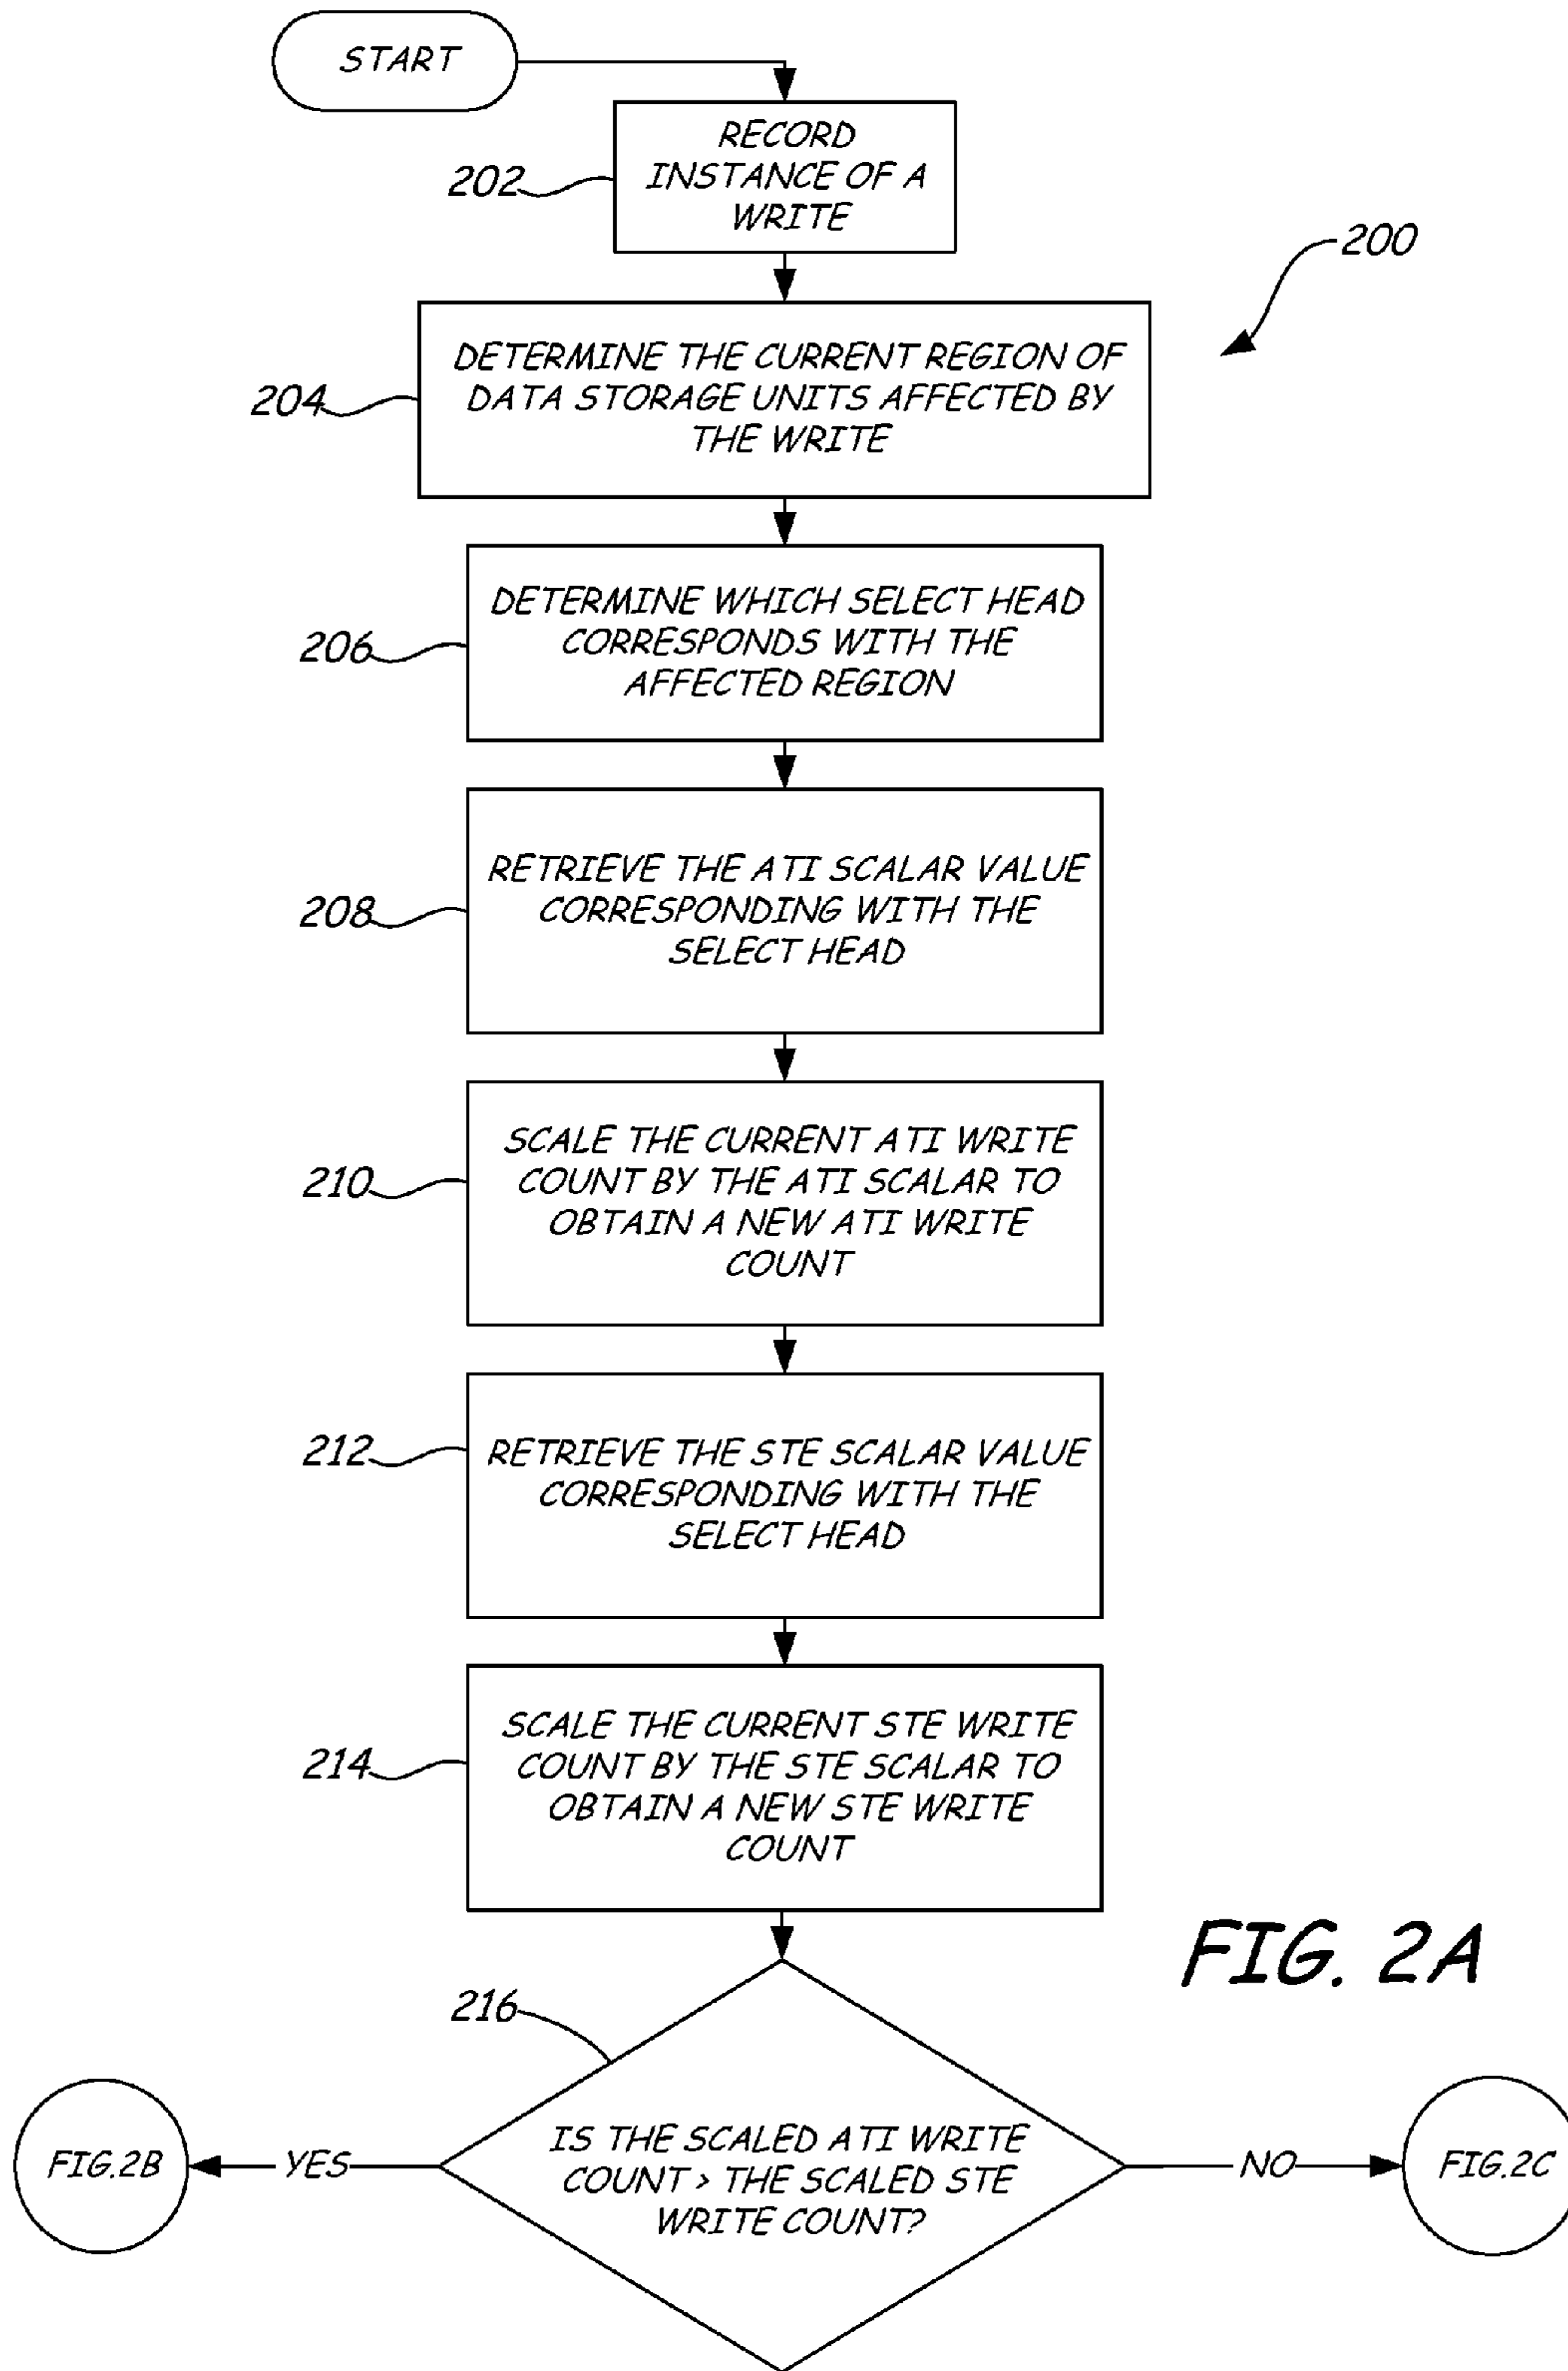 START
RECORD
INSTANCE OF A
WRITE
202
200
DETERMINE THE CURRENT REGION OF
DATA STORAGE UNITS AFFECTED BY
THE WRITE
204
DETERMINE WHICH SELECT HEAD
CORRESPONDS WITH THE
AFFECTED REGION
206
RETRIEVE THE ATI SCALAR VALUE
CORRESPONDING WITH THE
SELECT HEAD
208
SCALE THE CURRENT ATI WRITE
COUNT BY THE ATI SCALAR TO
OBTAIN A NEW ATI WRITE
COUNT
210
RETRIEVE THE STE SCALAR VALUE
CORRESPONDING WITH THE
SELECT HEAD
212
SCALE THE CURRENT STE WRITE
COUNT BY THE STE SCALAR TO
OBTAIN A NEW STE WRITE
COUNT
214
FIG. 2A
216
IS THE SCALED ATI WRITE
COUNT > THE SCALED STE
WRITE COUNT?
YES
FIG.2B
NO
FIG.2C